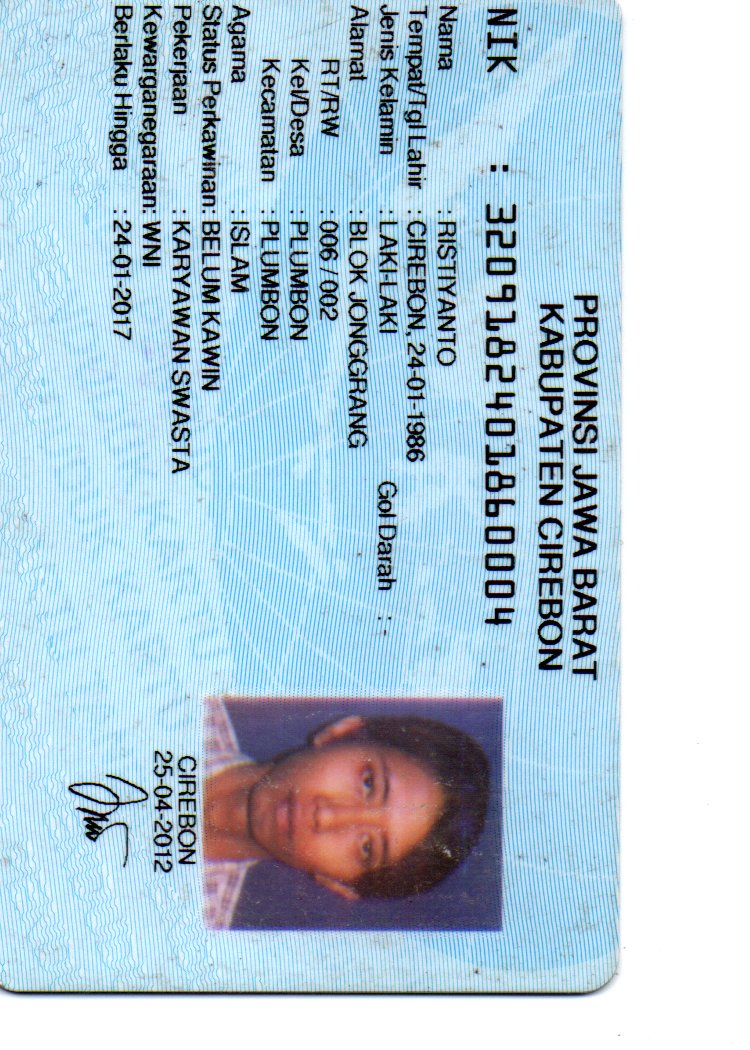 PROVINSI JAWA BARAT
KABUPATEN CIREBON
NIK : 3209182401860004
Nama : RISTIYANTO
Tempat/Tgl Lahir : CIREBON, 24-01-1986
Jenis Kelamin : LAKI-LAKI Gol Darah : -
Alamat : BLOK JONGGRANG
RT/RW : 006 / 002
Kel/Desa : PLUMBON
Kecamatan : PLUMBON
Agama : ISLAM
Status Perkawinan: BELUM KAWIN
Pekerjaan : KARYAWAN SWASTA
Kewarganegaraan: WNI
Berlaku Hingga : 24-01-2017
CIREBON
25-04-2012